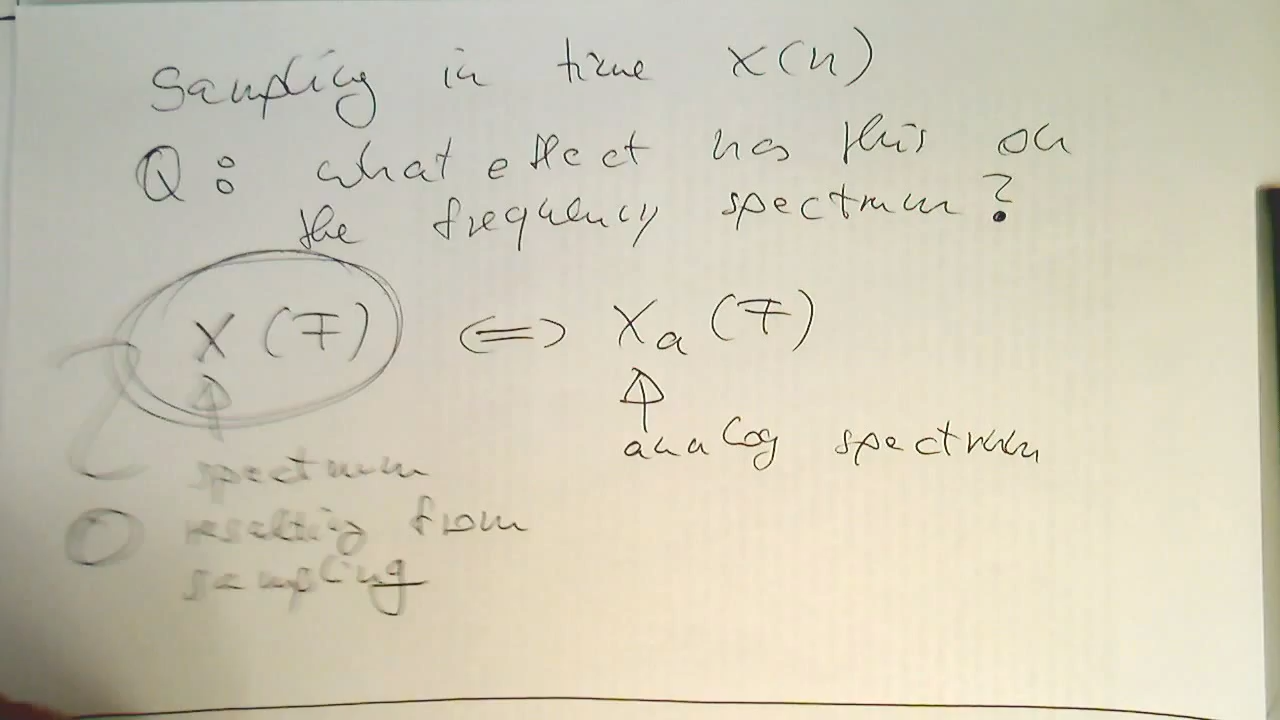 Sampling in time x(n)
Q: what effect has this on
the frequency spectrum?
X(F) <=> Xa(F)
analog spectrum
spectrum
resulting from
sampling